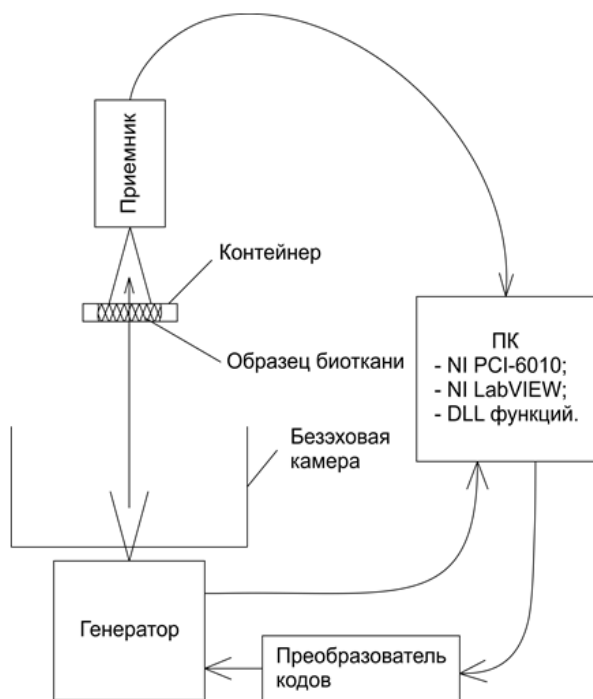 Приемник
Контейнер
Образец биоткани
ПК
- NI PCI-6010;
- NI LabVIEW;
- DLL функций.
Безэховая
камера
Генератор
Преобразователь
кодов